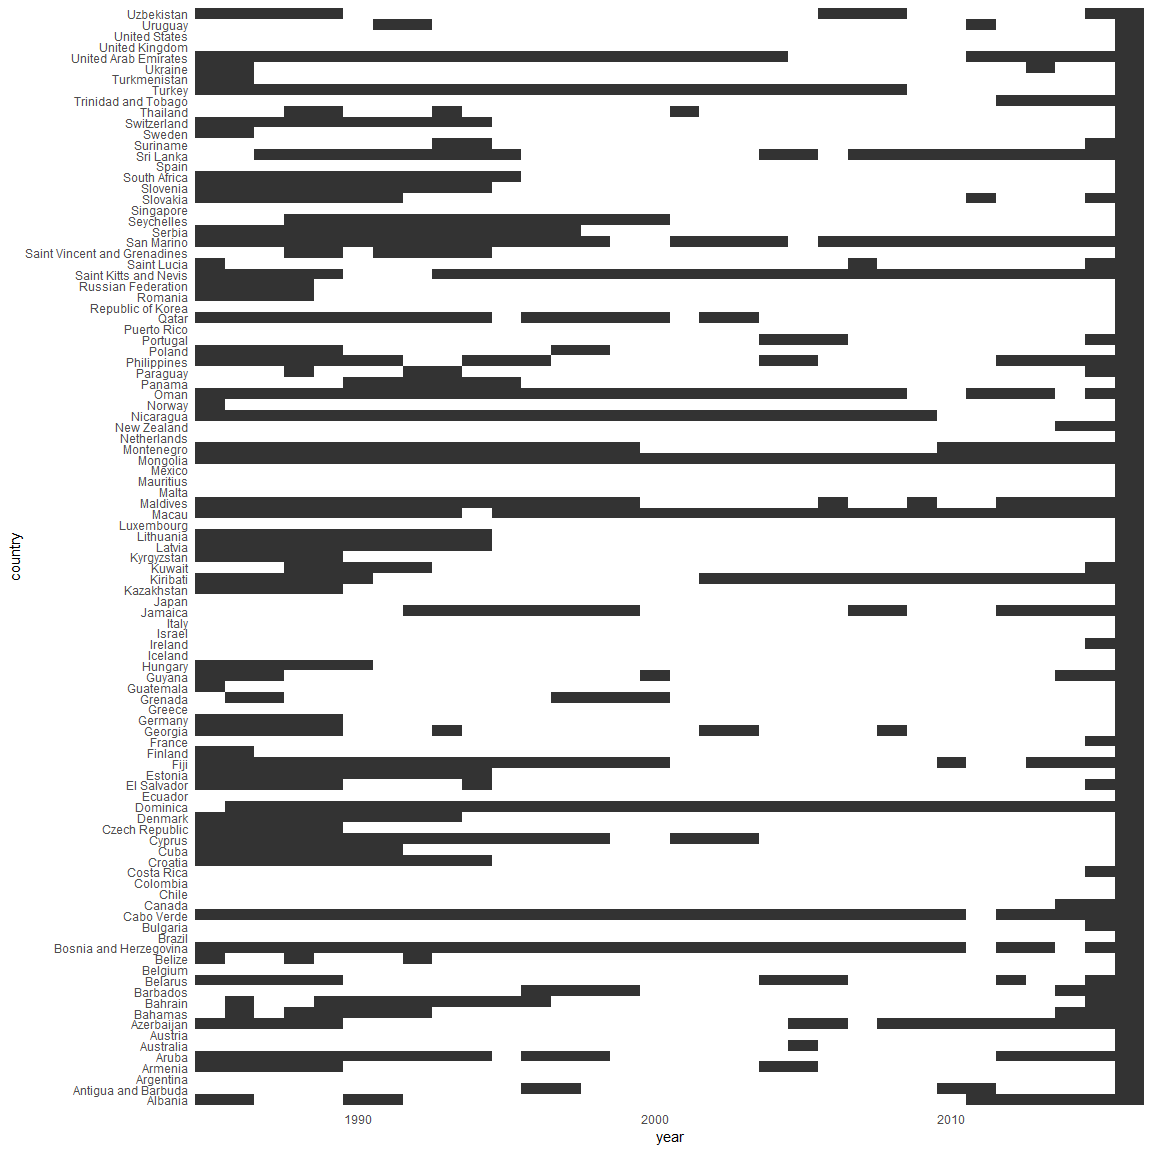 Uzbekistan
Uruguay
United States
United Kingdom
United Arab Emirates
Ukraine
Turkmenistan
Turkey
Trinidad and Tobago
Thailand
Switzerland
Sweden
Suriname
Sri Lanka
Spain
South Africa
Slovenia
Slovakia
Singapore
Seychelles
Serbia
San Marino
Saint Vincent and Grenadines
Saint Lucia
Saint Kitts and Nevis
Russian Federation
Romania
Republic of Korea
Qatar
Puerto Rico
Portugal
Poland
Philippines
Paraguay
Panama
Oman
Norway
Nicaragua
New Zealand
Netherlands
Montenegro
Mongolia
Mexico
Mauritius
Malta
Maldives
Macau
Luxembourg
Lithuania
Latvia
Kyrgyzstan
Kuwait
Kiribati
Kazakhstan
Japan
Jamaica
Italy
Israel
Ireland
Iceland
Hungary
Guyana
Guatemala
Grenada
Greece
Germany
Georgia
France
Finland
Fiji
Estonia
El Salvador
Ecuador
Dominica
Denmark
Czech Republic
Cyprus
Cuba
Croatia
Costa Rica
Colombia
Chile
Canada
Cabo Verde
Bulgaria
Brazil
Bosnia and Herzegovina
Belize
Belgium
Belarus
Barbados
Bahrain
Bahamas
Azerbaijan
Austria
Australia
Aruba
Armenia
Argentina
Antigua and Barbuda
Albania
country
1990 2000 2010
year